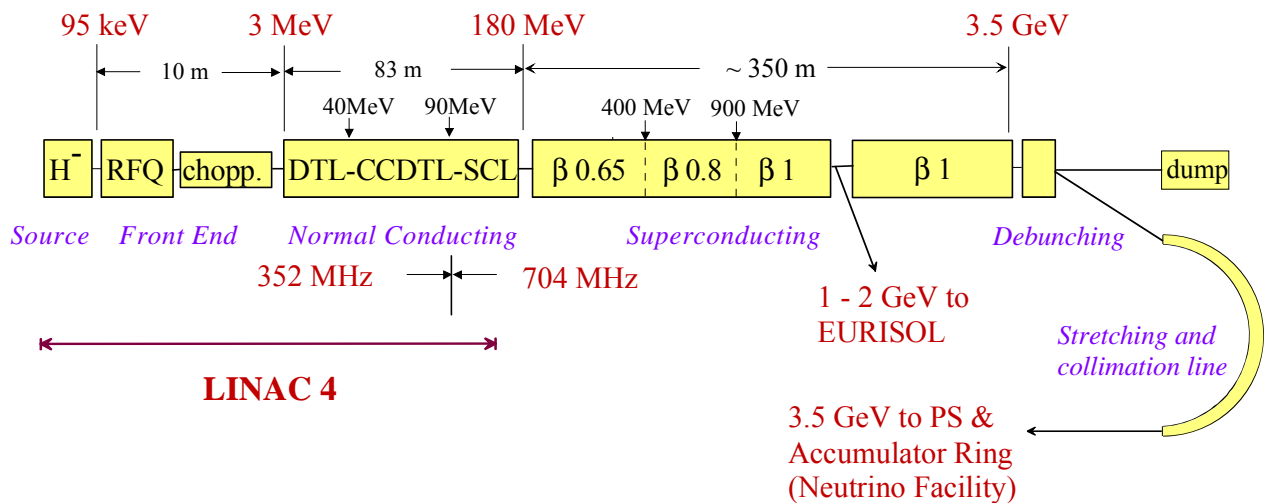 95 keV 3 MeV 180 MeV 3.5 GeV
10 m 83 m ~ 350 m
40MeV 90MeV 400 MeV 900 MeV
H⁻ RFQ chopp. DTL-CCDTL-SCL β 0.65 β 0.8 β 1 β 1 dump
Source Front End Normal Conducting Superconducting Debunching
352 MHz 704 MHz
1 - 2 GeV to
EURISOL
Stretching and
collimation line
LINAC 4
3.5 GeV to PS &
Accumulator Ring
(Neutrino Facility)